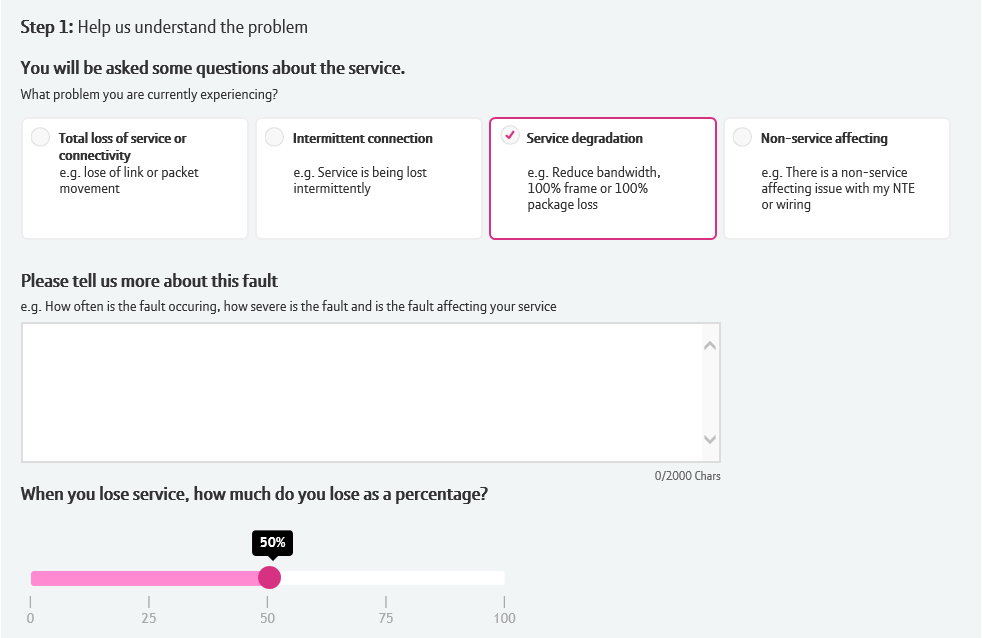 Step 1: Help us understand the problem
You will be asked some questions about the service.
What problem you are currently experiencing?
Total loss of service or
connectivity
e.g. lose of link or packet
movement
Intermittent connection
e.g. Service is being lost
intermittently
Service degradation
e.g. Reduce bandwidth,
100% frame or 100%
package loss
Non-service affecting
e.g. There is a non-service
affecting issue with my NTE
or wiring
Please tell us more about this fault
e.g. How often is the fault occuring, how severe is the fault and is the fault affecting your service
0/2000 Chars
When you lose service, how much do you lose as a percentage?
50%
0 25 50 75 100